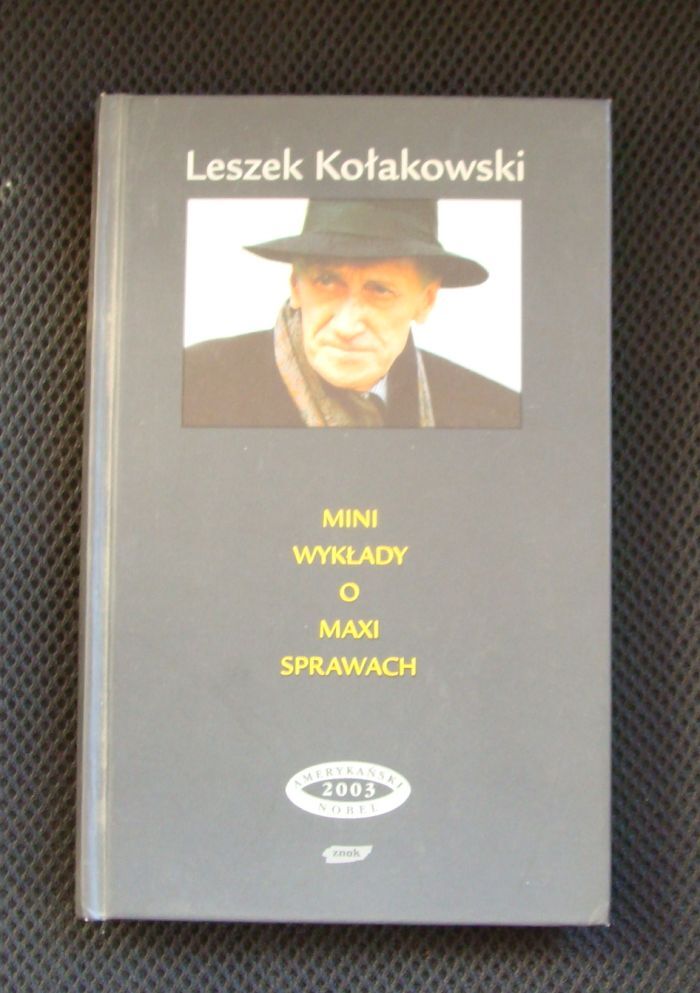 Leszek Kołakowski
MINI
WYKŁADY
O
MAXI
SPRAWACH
AMERYKAŃSKI
2003
NOBEL
znak